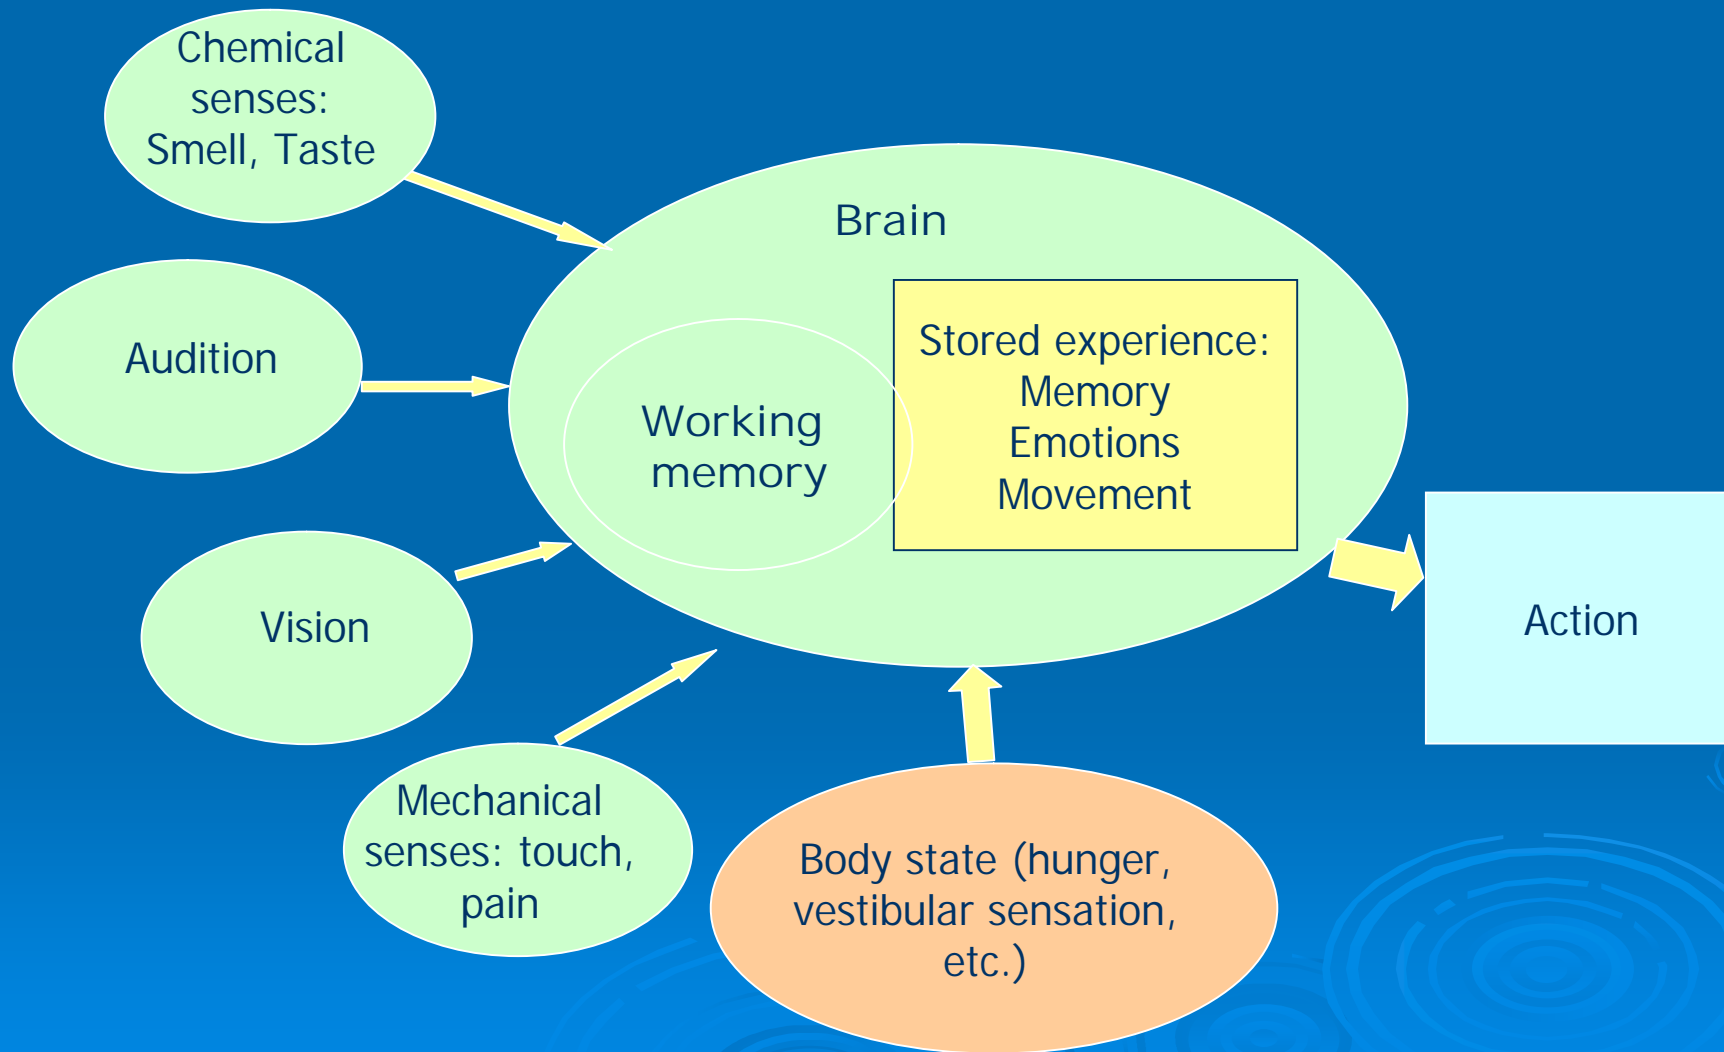 Chemical
senses:
Smell, Taste
Brain
Audition
Stored experience:
Memory
Emotions
Movement
Working
memory
Vision
Action
Mechanical
senses: touch,
pain
Body state (hunger,
vestibular sensation,
etc.)